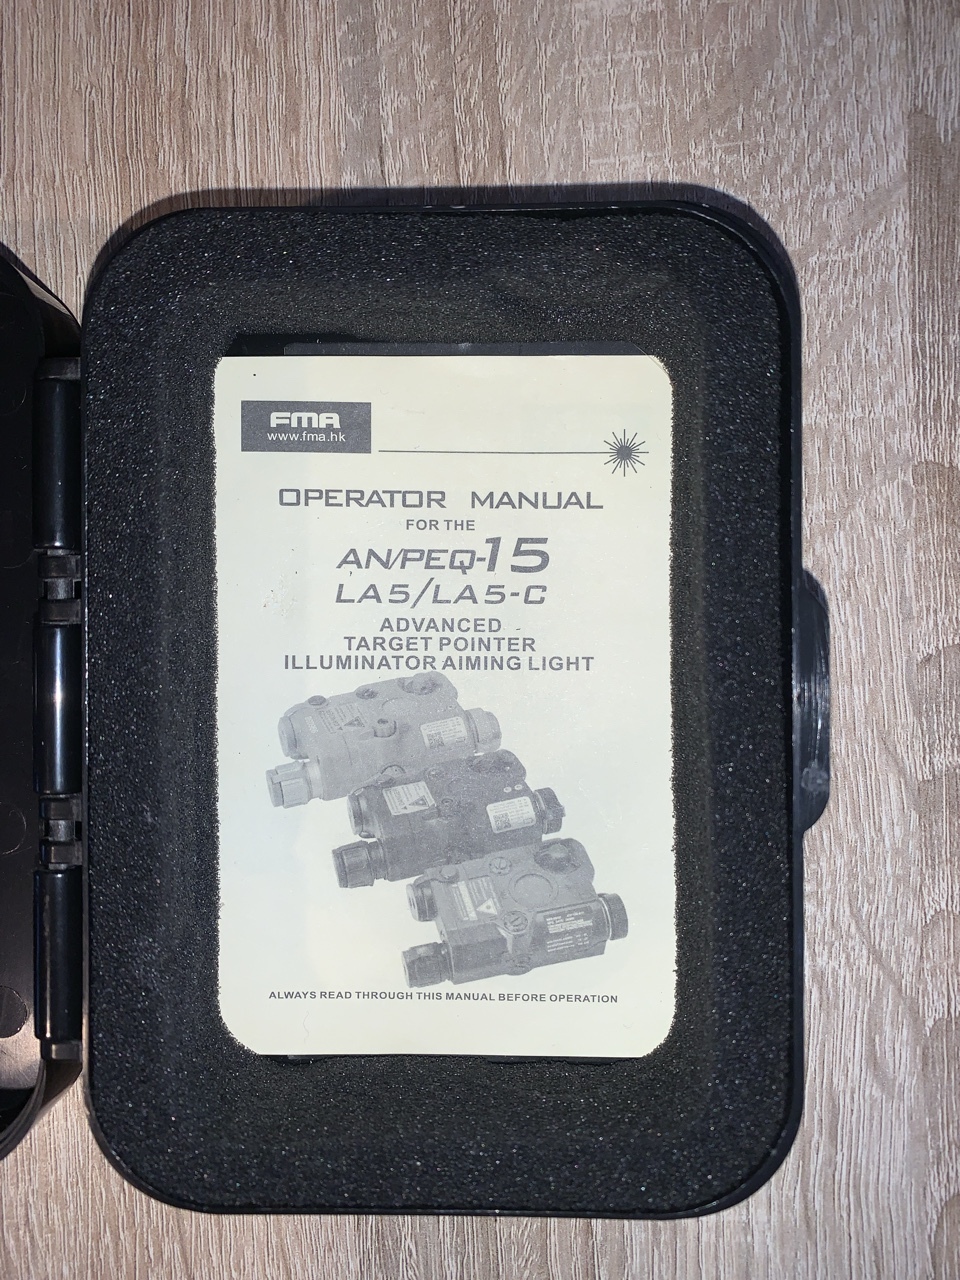 FMA
www.fma.hk
OPERATOR MANUAL
FOR THE
AN/PEQ-15
LA5/LA5-C
ADVANCED
TARGET POINTER
ILLUMINATOR AIMING LIGHT
ALWAYS READ THROUGH THIS MANUAL BEFORE OPERATION